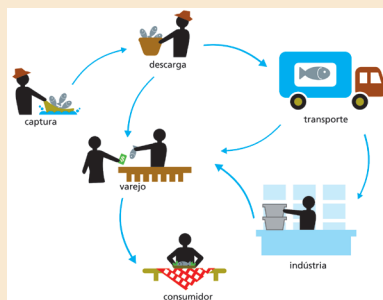 descarga
captura
transporte
varejo
indústria
consumidor